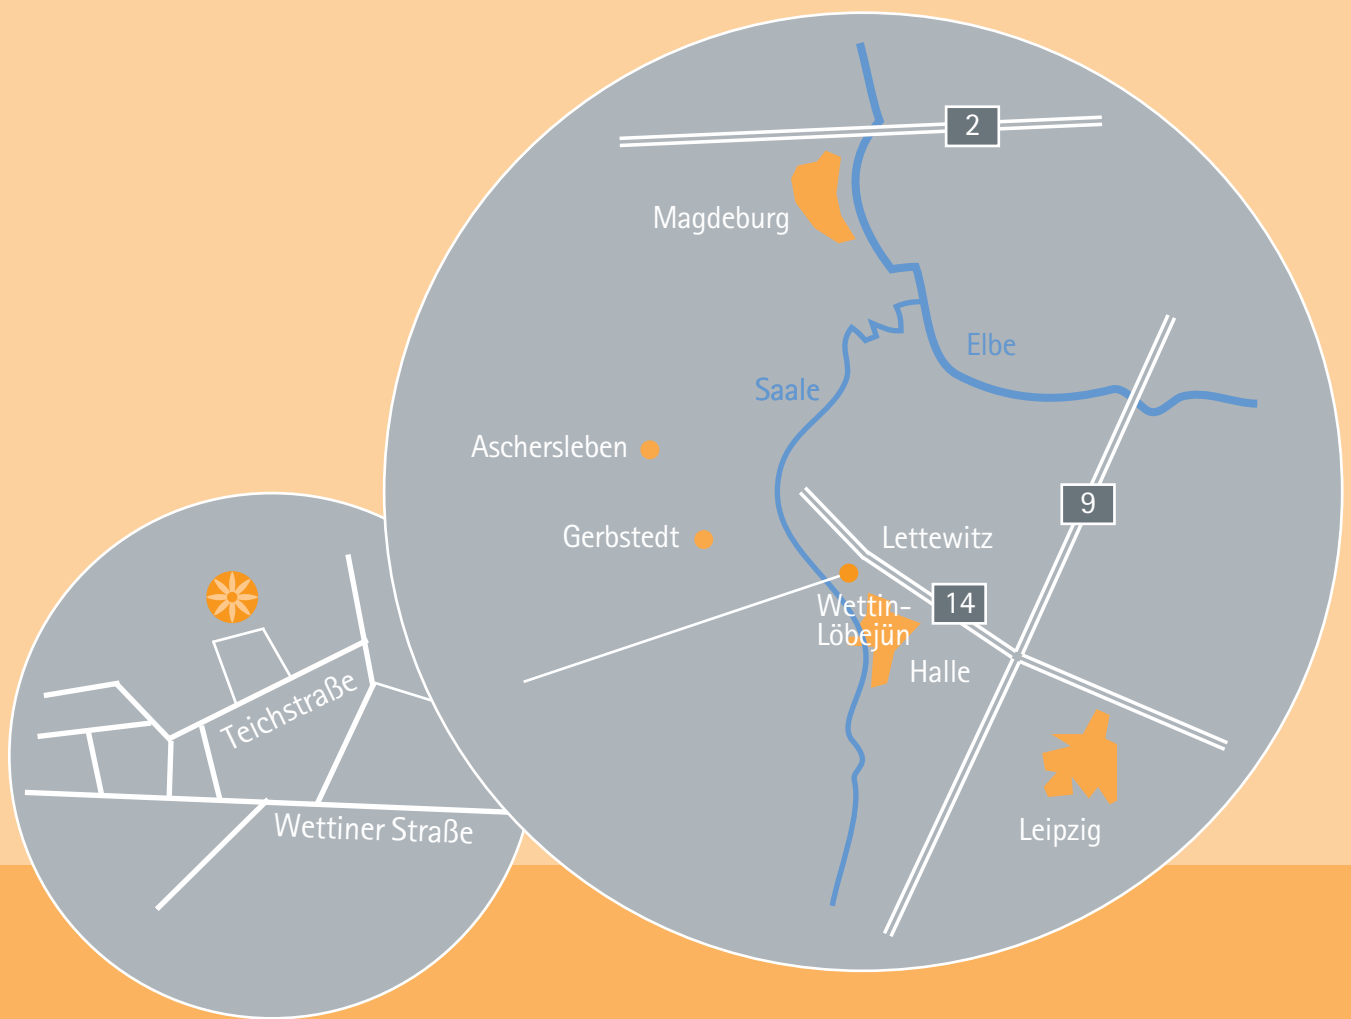 2
Magdeburg
Elbe
Saale
Aschersleben
9
Gerbstedt
Lettewitz
14
Wettin-
Löbejün
Halle
Teichstraße
Wettiner Straße
Leipzig